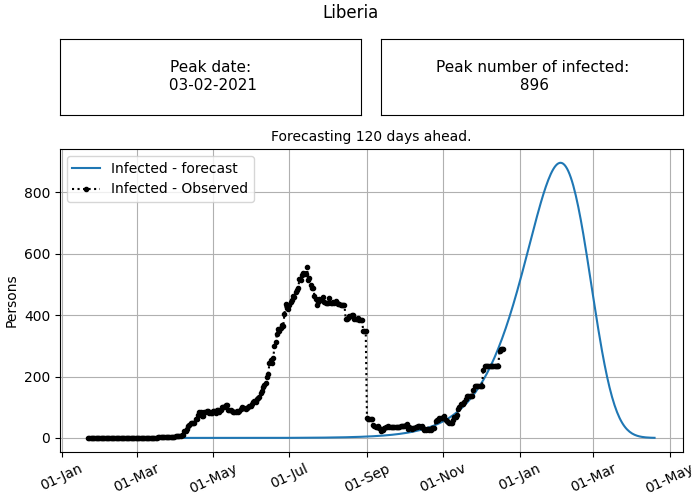 Liberia
Peak date:
03-02-2021
Peak number of infected:
896
Forecasting 120 days ahead.
Infected - forecast
Infected - Observed
Persons
800
600
400
200
0
01-Jan
01-Mar
01-May
01-Jul
01-Sep
01-Nov
01-Jan
01-Mar
01-May